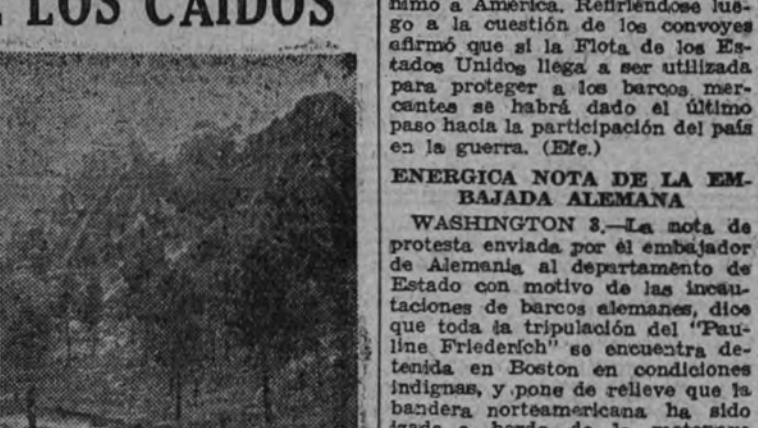 LOS CAIDOS
nimo a América. Refiriéndose lue-
go a la cuestión de los convoyes
afirmó que si la Flota de los Es-
tados Unidos llega a ser utilizada
para proteger a los barcos mer-
cantes se habrá dado el último
paso hacia la participación del país
en la guerra. (Efe.)
ENERGICA NOTA DE LA EM-
BAJADA ALEMANA
WASHINGTON 3.—La nota de
protesta enviada por el embajador
de Alemania al departamento de
Estado con motivo de las incau-
taciones de barcos alemanes, dice
que toda la tripulación del "Pau-
line Friederich" se encuentra de-
tenida en Boston en condiciones
indignas, y pone de relieve que la
bandera norteamericana ha sido
izada a bordo de la